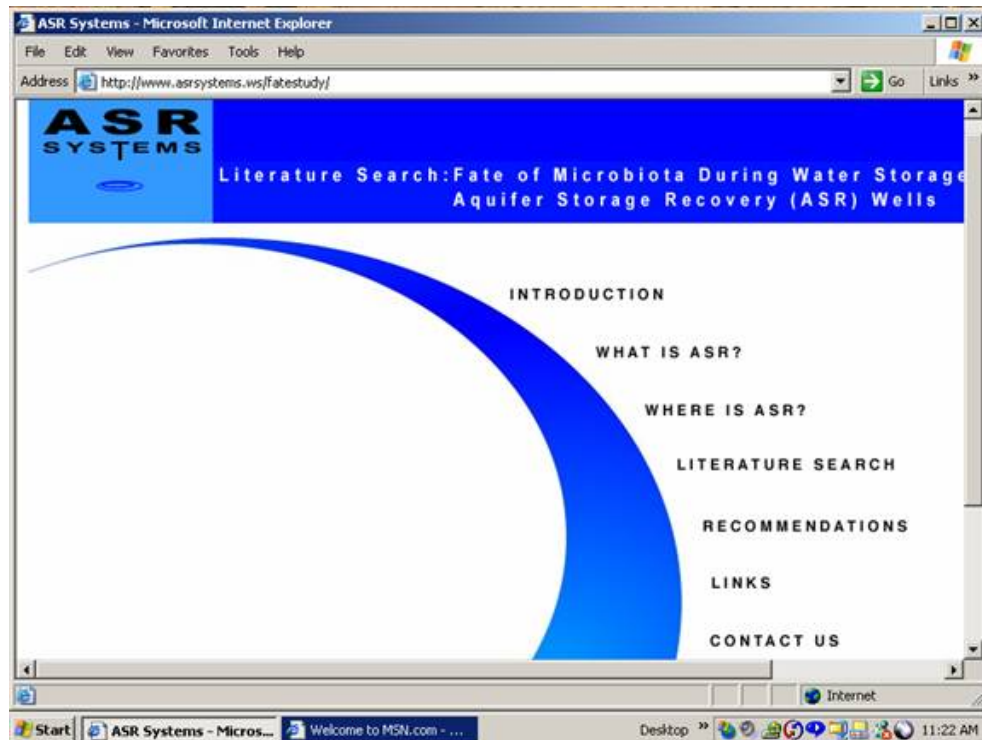 ASR Systems - Microsoft Internet Explorer
File Edit View Favorites Tools Help
Address http://www.asrsystems.ws/fatestudy/ Go Links »
ASR
SYSTEMS
Literature Search:Fate of Microbiota During Water Storage
Aquifer Storage Recovery (ASR) Wells
INTRODUCTION
WHAT IS ASR?
WHERE IS ASR?
LITERATURE SEARCH
RECOMMENDATIONS
LINKS
CONTACT US
Internet
Start ASR Systems - Micros... Welcome to MSN.com - ... Desktop » 11:22 AM